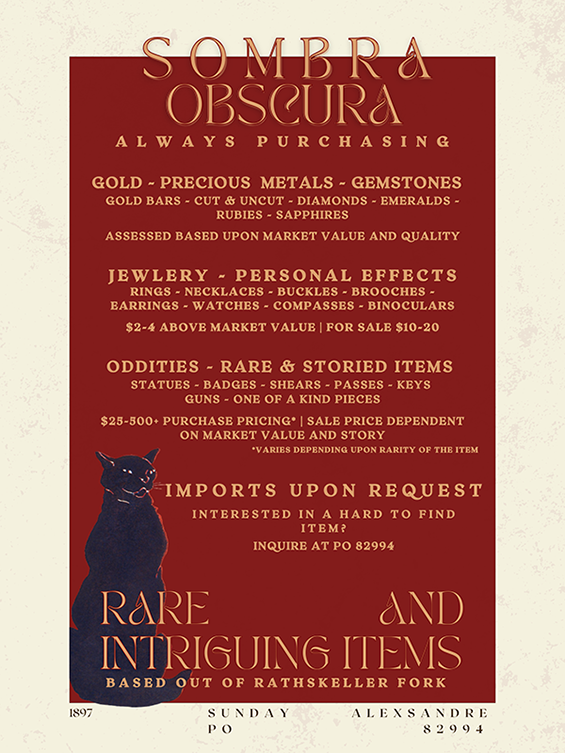 SOMBRA
OBSCURA
ALWAYS PURCHASING
GOLD - PRECIOUS METALS - GEMSTONES
GOLD BARS - CUT & UNCUT - DIAMONDS - EMERALDS -
RUBIES - SAPPHIRES
ASSESSED BASED UPON MARKET VALUE AND QUALITY
JEWLERY - PERSONAL EFFECTS
RINGS - NECKLACES - BUCKLES - BROOCHES -
EARRINGS - WATCHES - COMPASSES - BINOCULARS
$2-4 ABOVE MARKET VALUE | FOR SALE $10-20
ODDITIES - RARE & STORIED ITEMS
STATUES - BADGES - SHEARS - PASSES - KEYS
GUNS - ONE OF A KIND PIECES
$25-500+ PURCHASE PRICING* | SALE PRICE DEPENDENT
ON MARKET VALUE AND STORY
*VARIES DEPENDING UPON RARITY OF THE ITEM
IMPORTS UPON REQUEST
INTERESTED IN A HARD TO FIND
ITEM?
INQUIRE AT PO 82994
RARE AND
INTRIGUING ITEMS
BASED OUT OF RATHSKELLER FORK
1897 SUNDAY ALEXSANDRE
PO 82994